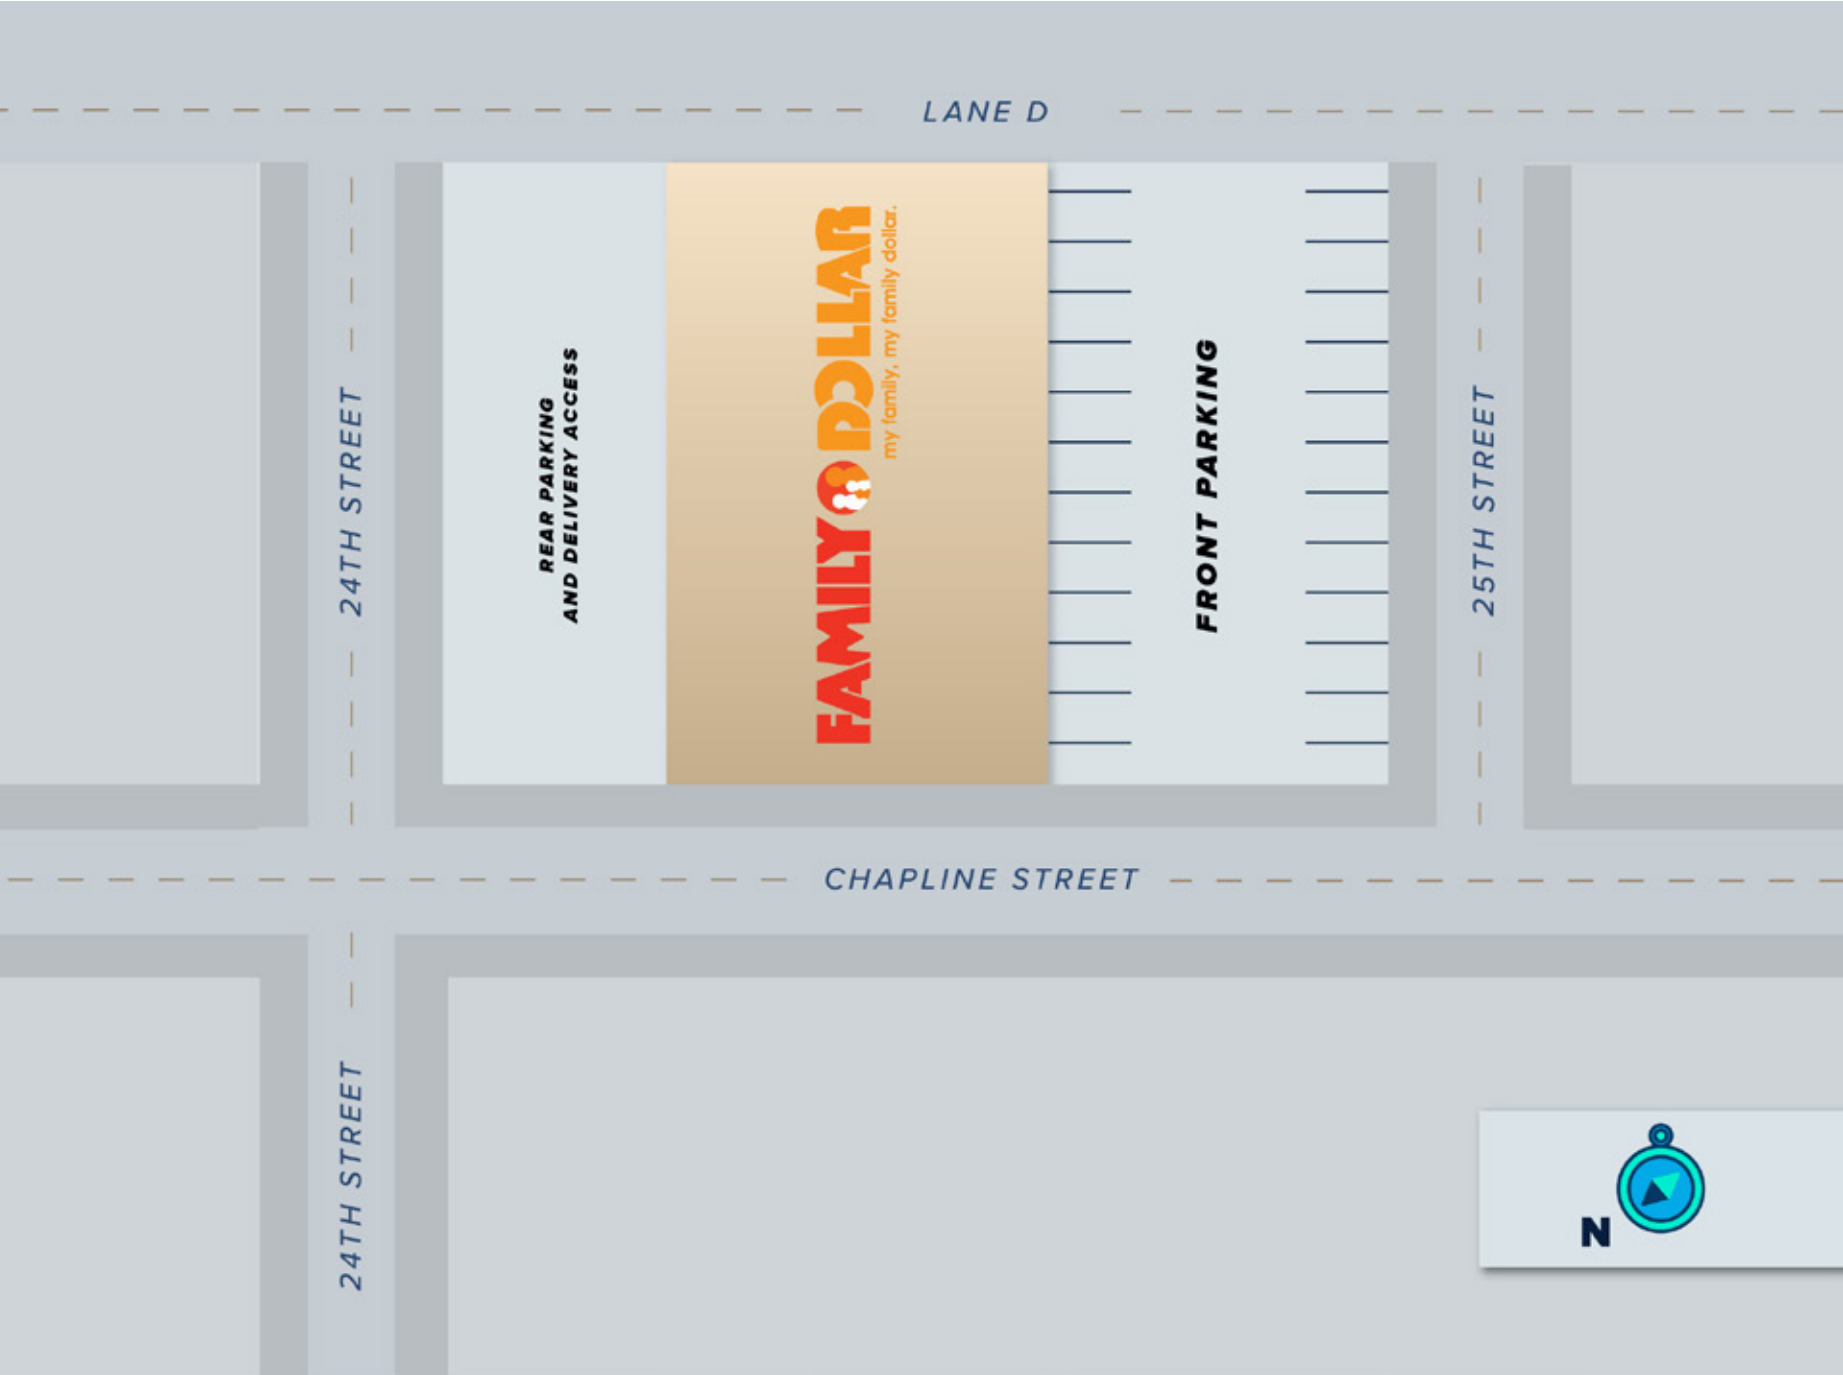 LANE D
24TH STREET
REAR PARKING
AND DELIVERY ACCESS
FAMILY DOLLAR
my family, my family dollar.
FRONT PARKING
25TH STREET
CHAPLINE STREET
24TH STREET
N